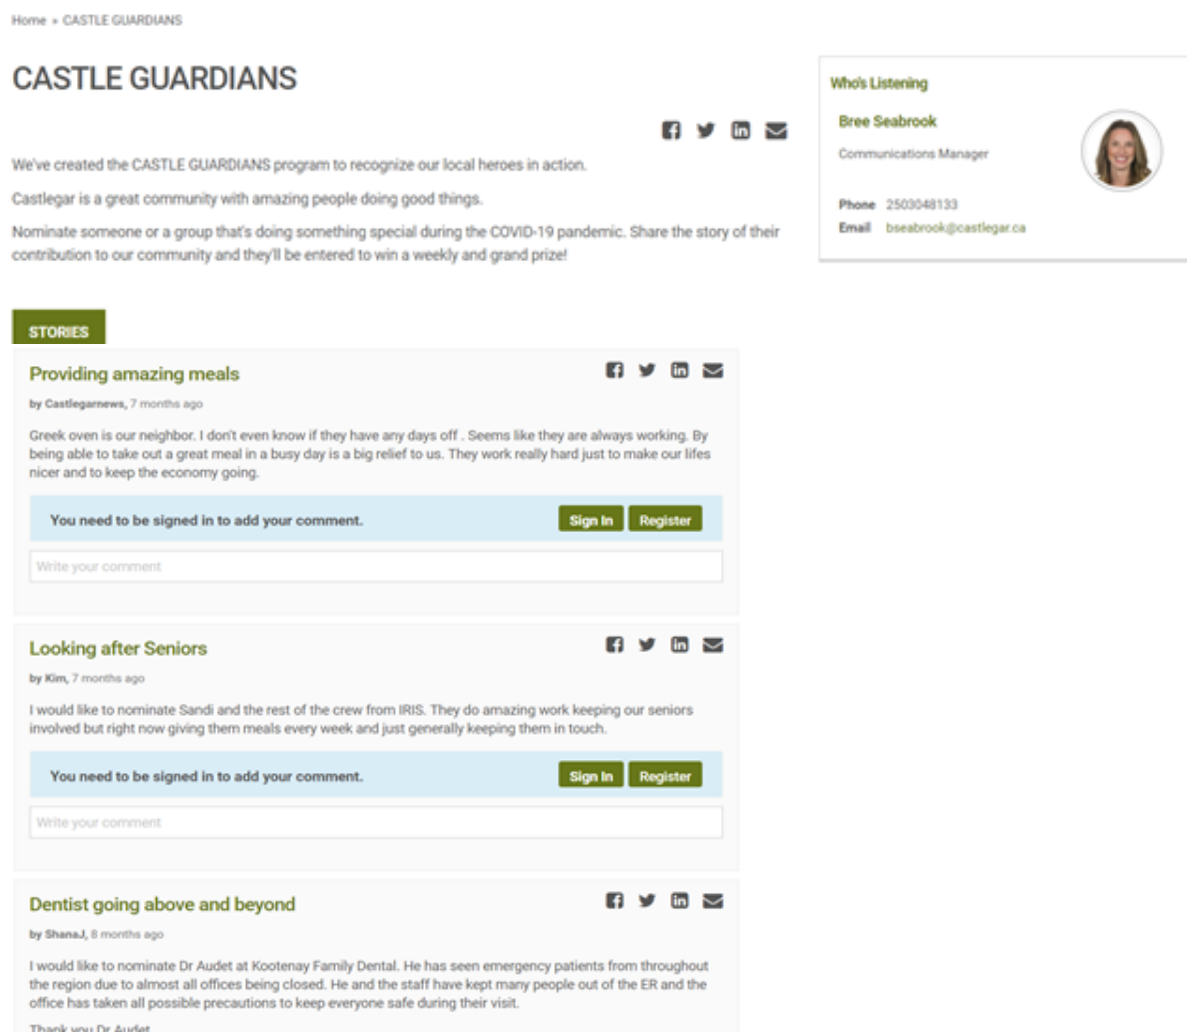 Home » CASTLE GUARDIANS
CASTLE GUARDIANS
We've created the CASTLE GUARDIANS program to recognize our local heroes in action.
Castlegar is a great community with amazing people doing good things.
Nominate someone or a group that's doing something special during the COVID-19 pandemic. Share the story of their
contribution to our community and they'll be entered to win a weekly and grand prize!
Who's Listening
Bree Seabrook
Communications Manager
Phone 2503048133
Email bseabrook@castlegar.ca
STORIES
Providing amazing meals
by Castlegarnews, 7 months ago
Greek oven is our neighbor. I don't even know if they have any days off . Seems like they are always working. By
being able to take out a great meal in a busy day is a big relief to us. They work really hard just to make our lifes
nicer and to keep the economy going.
You need to be signed in to add your comment.
Sign In Register
Write your comment
Looking after Seniors
by Kim, 7 months ago
I would like to nominate Sandi and the rest of the crew from IRIS. They do amazing work keeping our seniors
involved but right now giving them meals every week and just generally keeping them in touch.
You need to be signed in to add your comment.
Sign In Register
Write your comment
Dentist going above and beyond
by ShanaJ, 8 months ago
I would like to nominate Dr Audet at Kootenay Family Dental. He has seen emergency patients from throughout
the region due to almost all offices being closed. He and the staff have kept many people out of the ER and the
office has taken all possible precautions to keep everyone safe during their visit.
Thank you Dr Audet